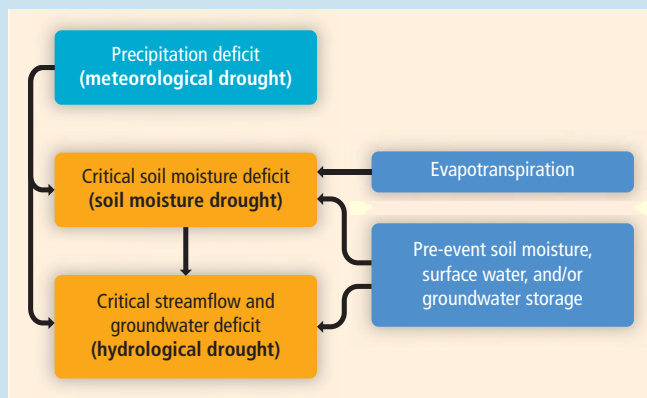 Precipitation deficit
(meteorological drought)
Critical soil moisture deficit
(soil moisture drought)
Evapotranspiration
Pre-event soil moisture,
surface water, and/or
groundwater storage
Critical streamflow and
groundwater deficit
(hydrological drought)